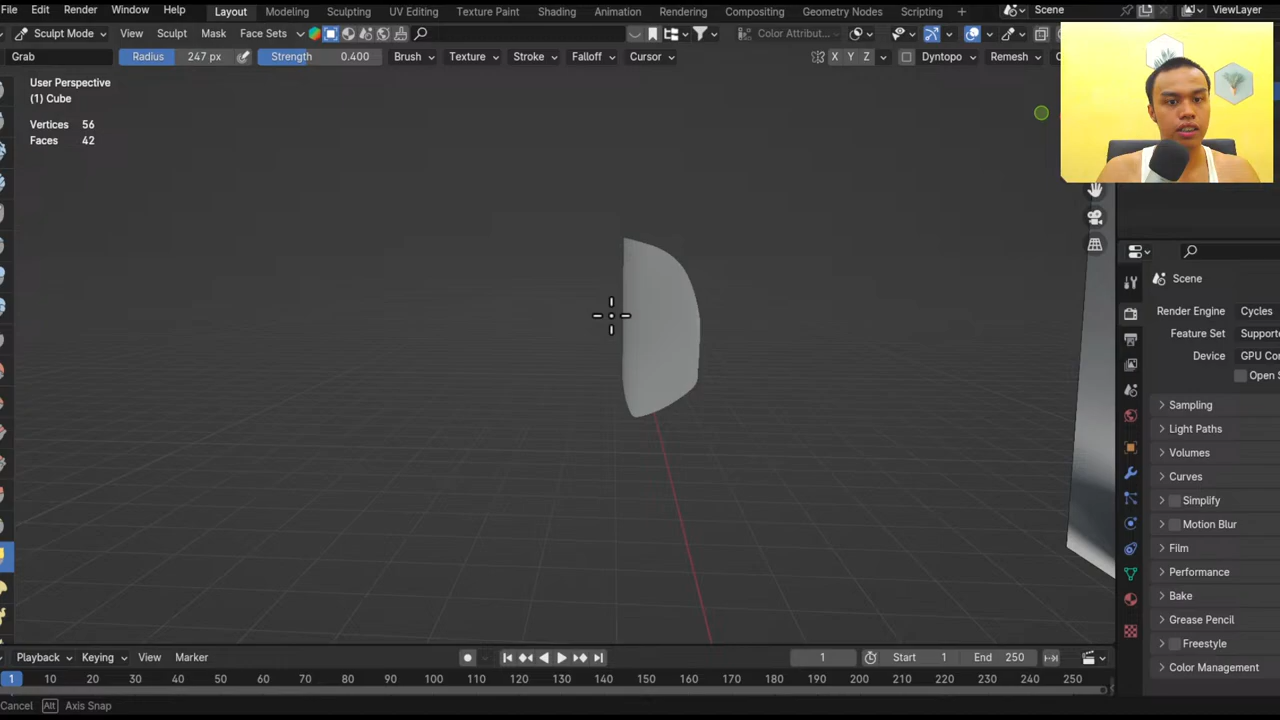 File Edit Render Window Help Layout Modeling Sculpting UV Editing Texture Paint Shading Animation Rendering Compositing Geometry Nodes Scripting Scene ViewLayer
Sculpt Mode View Sculpt Mask Face Sets Color Attribut...
Grab Radius 247 px Strength 0.400 Brush Texture Stroke Falloff Cursor X Y Z Dyntopo Remesh
User Perspective
(1) Cube
Vertices 56
Faces 42
Scene
Render Engine Cycles
Feature Set Supporte
Device GPU Con
Open S
Sampling
Light Paths
Volumes
Curves
Simplify
Motion Blur
Film
Performance
Bake
Grease Pencil
Freestyle
Color Management
Playback Keying View Marker 1 Start 1 End 250
1 10 20 30 40 50 60 70 80 90 100 110 120 130 140 150 160 170 180 190 200 210 220 230 240 250
Cancel Alt Axis Snap